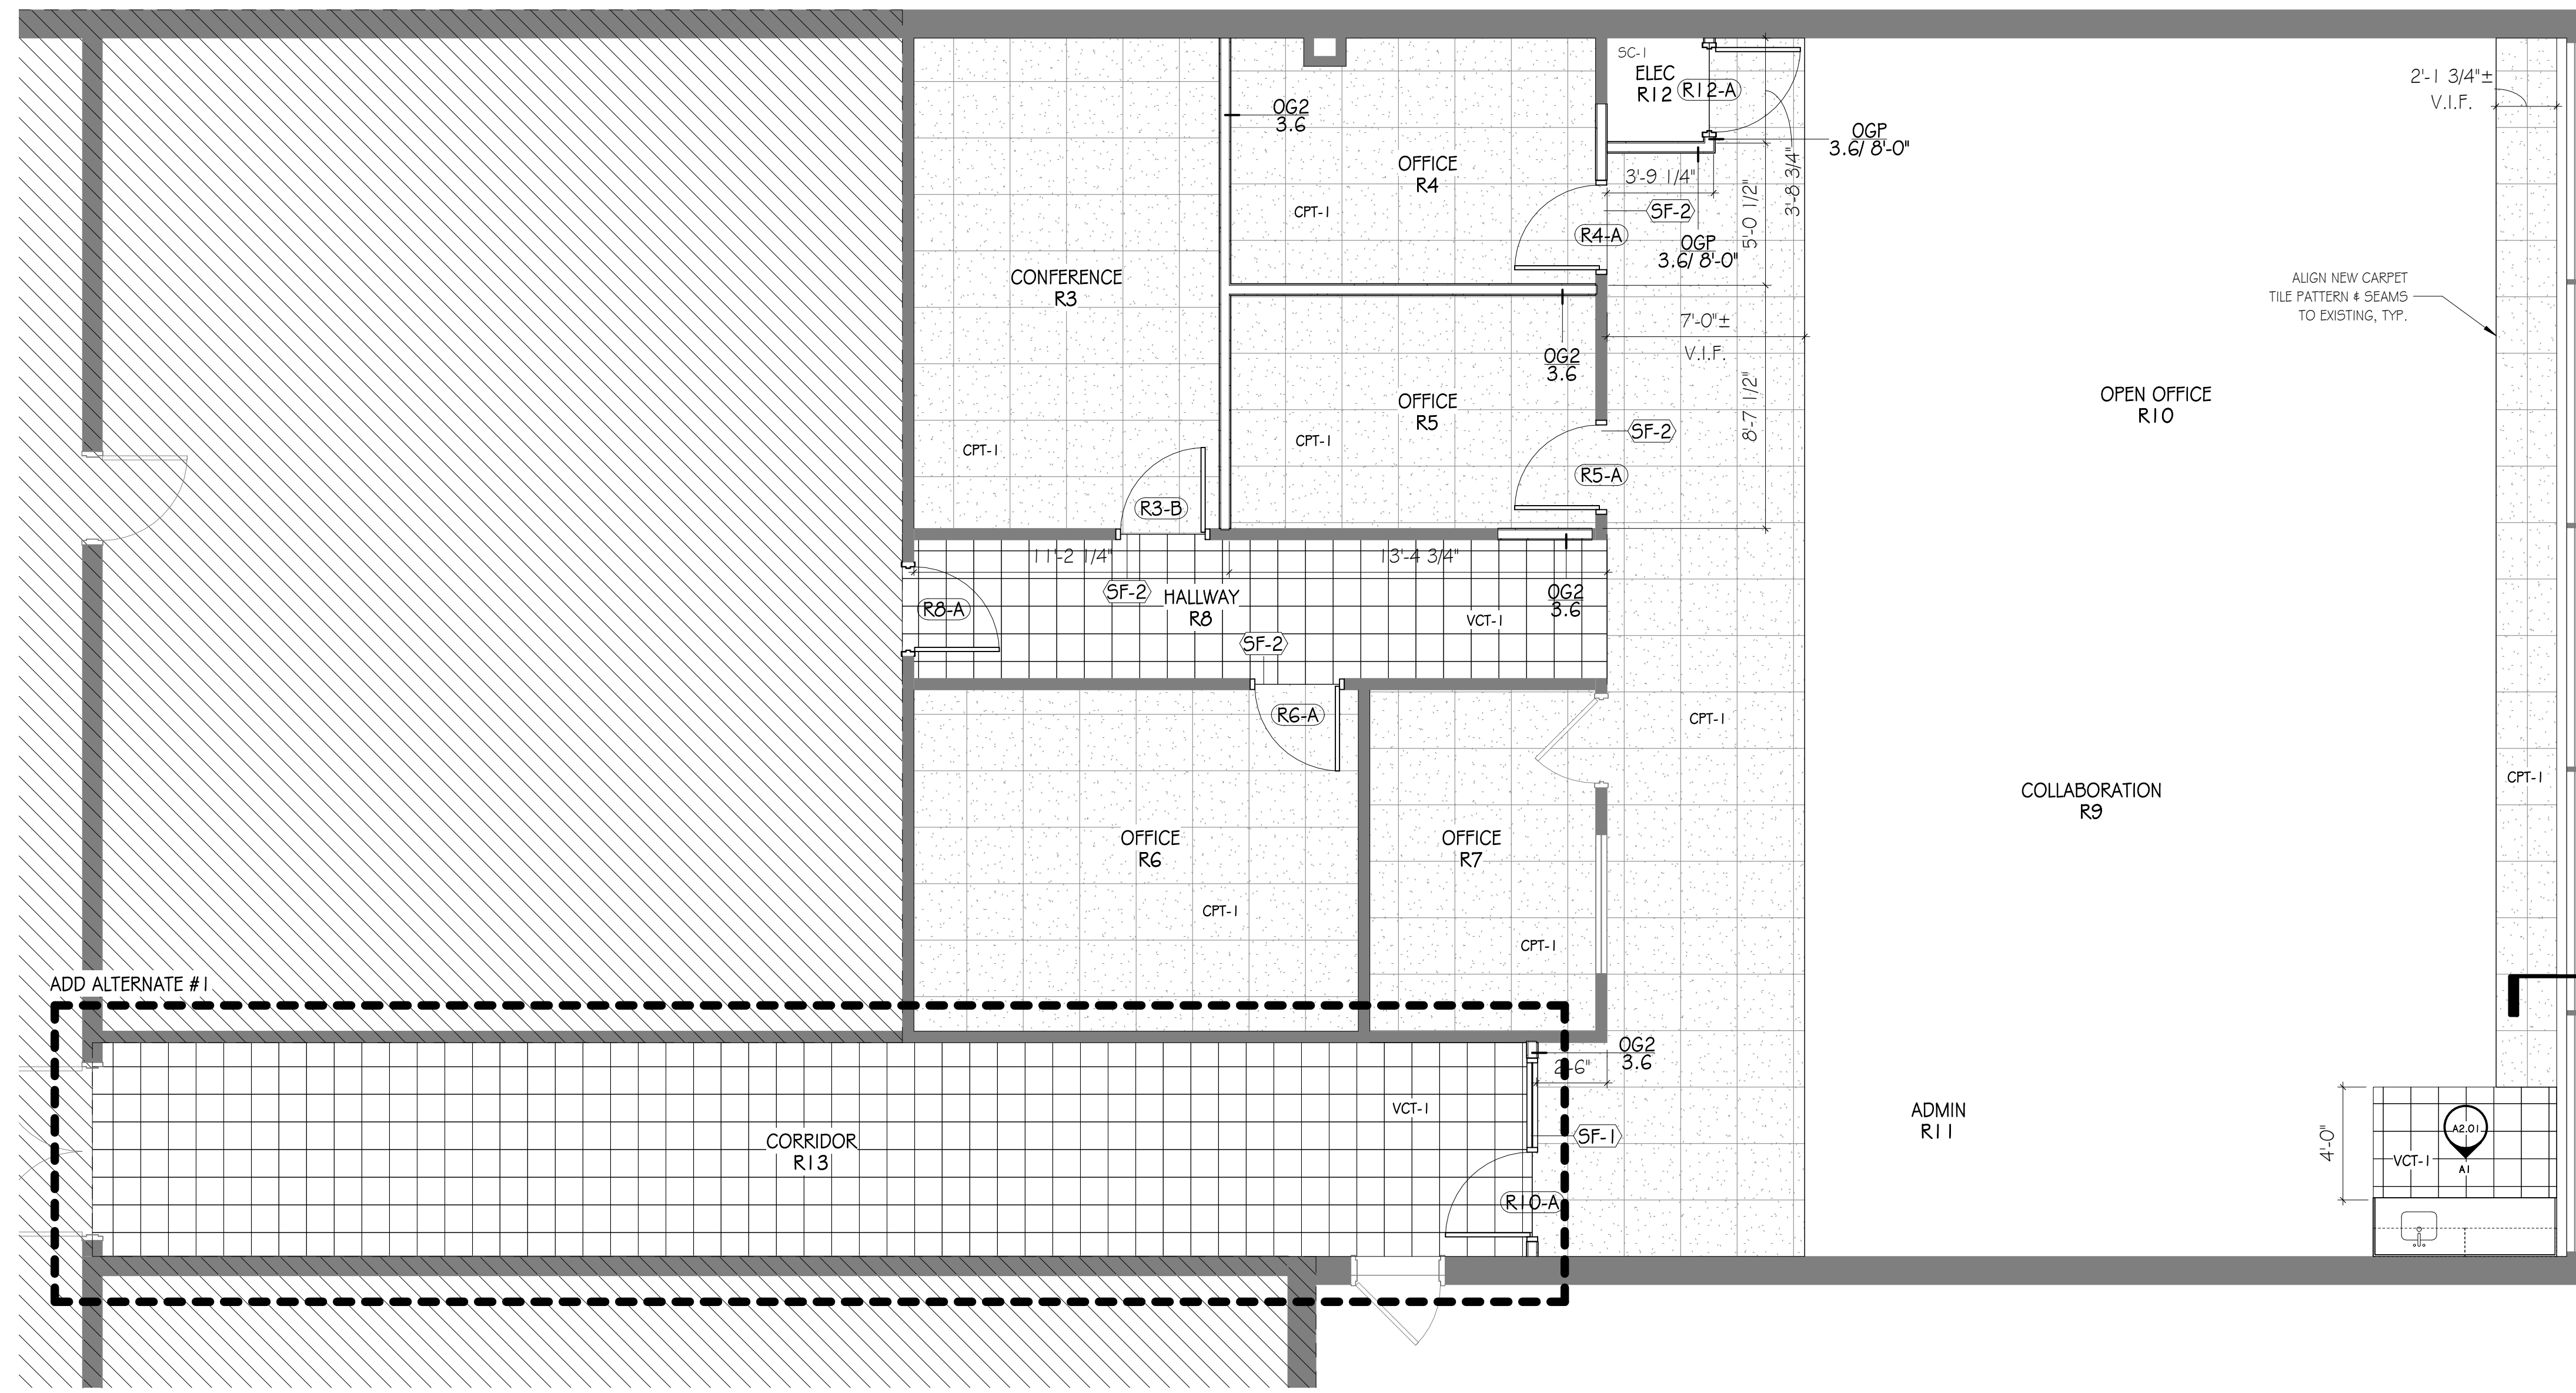 SC-1
ELEC
R12
R12-A
2'-1 3/4"±
V.I.F.
OG2
3.6
OGP
3.6/ 8'-0"
OFFICE
R4
3'-9 1/4"
3'-8 3/4"
5'-0 1/2"
CPT-1
SF-2
R4-A
OGP
3.6/ 8'-0"
CONFERENCE
R3
ALIGN NEW CARPET
TILE PATTERN & SEAMS
TO EXISTING, TYP.
7'-0"±
V.I.F.
OG2
3.6
8'-7 1/2"
OFFICE
R5
OPEN OFFICE
R10
CPT-1
CPT-1
SF-2
R5-A
R3-B
11'-2 1/4"
13'-4 3/4"
SF-2
HALLWAY
R8
OG2
3.6
R8-A
VCT-1
SF-2
R6-A
CPT-1
CPT-1
COLLABORATION
R9
OFFICE
R6
OFFICE
R7
CPT-1
CPT-1
ADD ALTERNATE #1
OG2
3.6
2'-6"
VCT-1
SF-1
ADMIN
R11
CORRIDOR
R13
4'-0"
A2.01
A1
VCT-1
R10-A